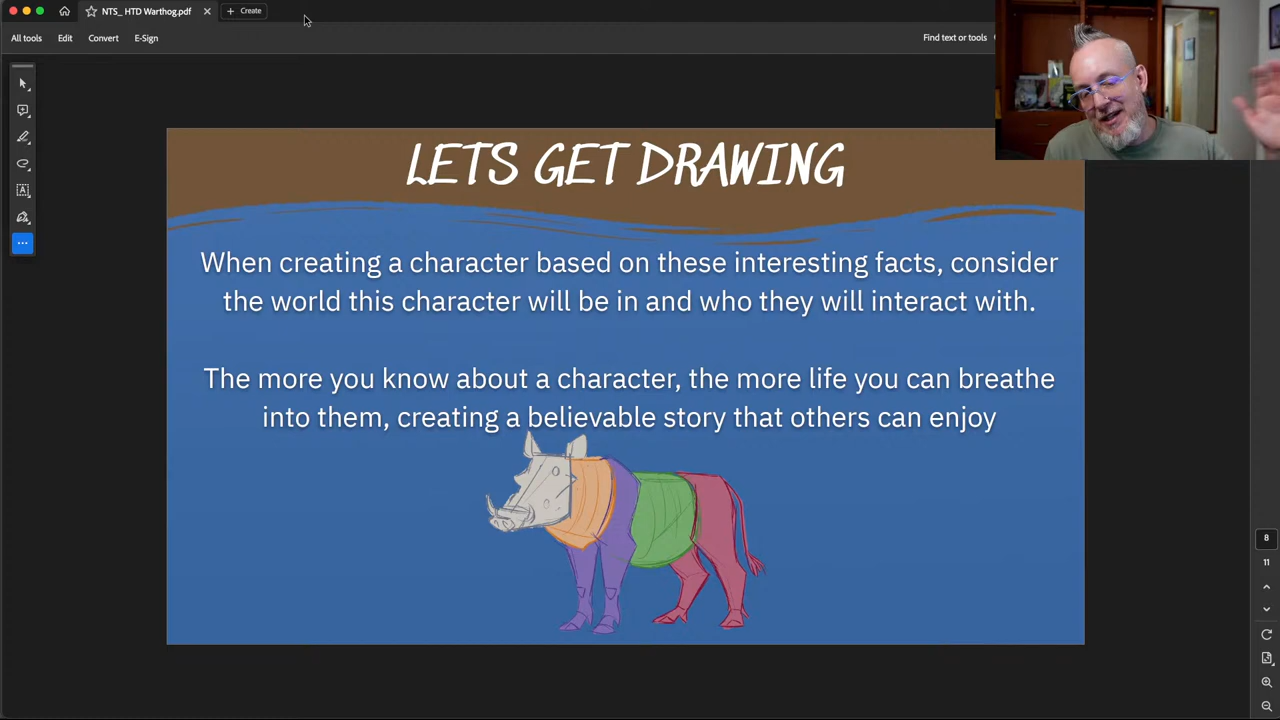 NTS_ HTD Warthog.pdf
Create
All tools
Edit
Convert
E-Sign
Find text or tools
LETS GET DRAWING
When creating a character based on these interesting facts, consider
the world this character will be in and who they will interact with.
The more you know about a character, the more life you can breathe
into them, creating a believable story that others can enjoy
8
11